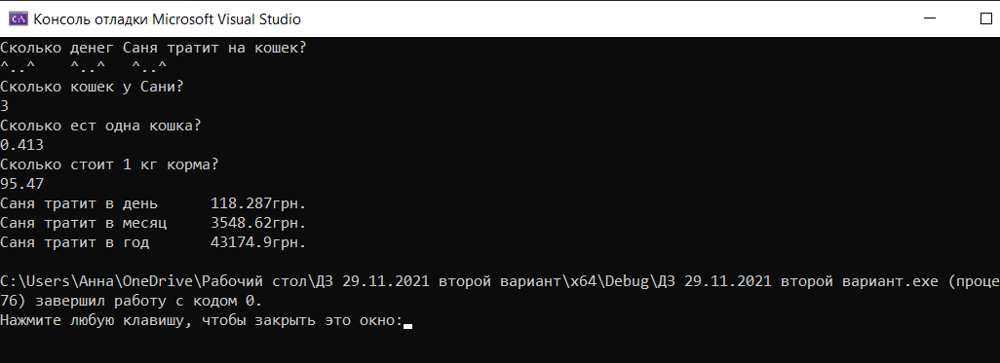 Консоль отладки Microsoft Visual Studio
Сколько денег Саня тратит на кошек?
^..^    ^..^   ^..^
Сколько кошек у Сани?
3
Сколько ест одна кошка?
0.413
Сколько стоит 1 кг корма?
95.47
Саня тратит в день      118.287грн.
Саня тратит в месяц     3548.62грн.
Саня тратит в год       43174.9грн.
C:\Users\Анна\OneDrive\Рабочий стол\ДЗ 29.11.2021 второй вариант\x64\Debug\ДЗ 29.11.2021 второй вариант.exe (проце
76) завершил работу с кодом 0.
Нажмите любую клавишу, чтобы закрыть это окно: